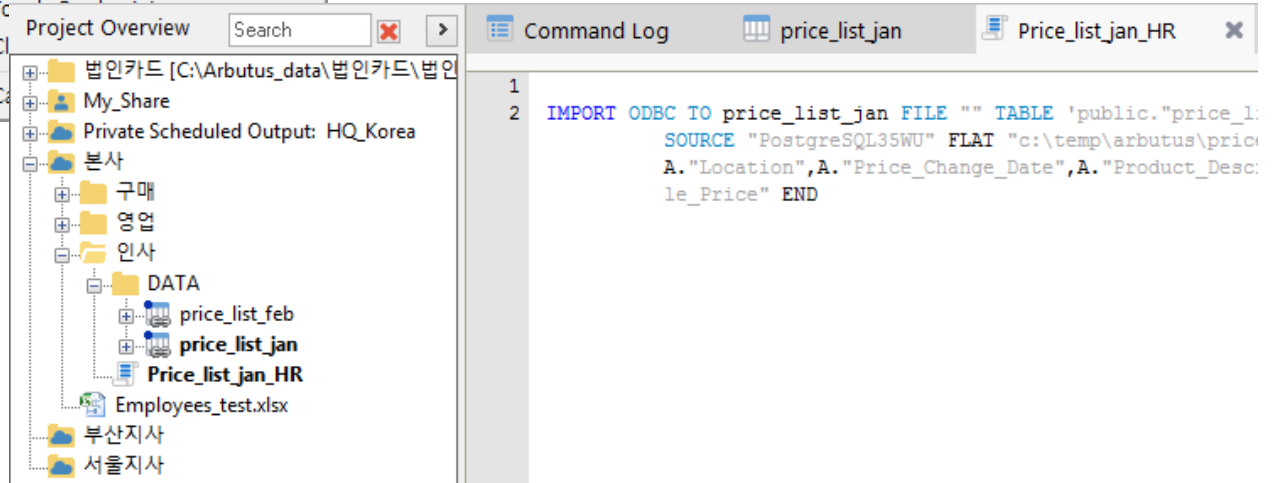 Project Overview
Search
Command Log
price_list_jan
Price_list_jan_HR
법인카드 [C:\Arbutus_data\법인카드\법인
My_Share
Private Scheduled Output: HQ_Korea
본사
구매
영업
인사
DATA
price_list_feb
price_list_jan
Price_list_jan_HR
Employees_test.xlsx
부산지사
서울지사
1
2 IMPORT ODBC TO price_list_jan FILE "" TABLE 'public."price_li
SOURCE "PostgreSQL35WU" FLAT "c:\temp\arbutus\price
A."Location",A."Price_Change_Date",A."Product_Desc
le_Price" END